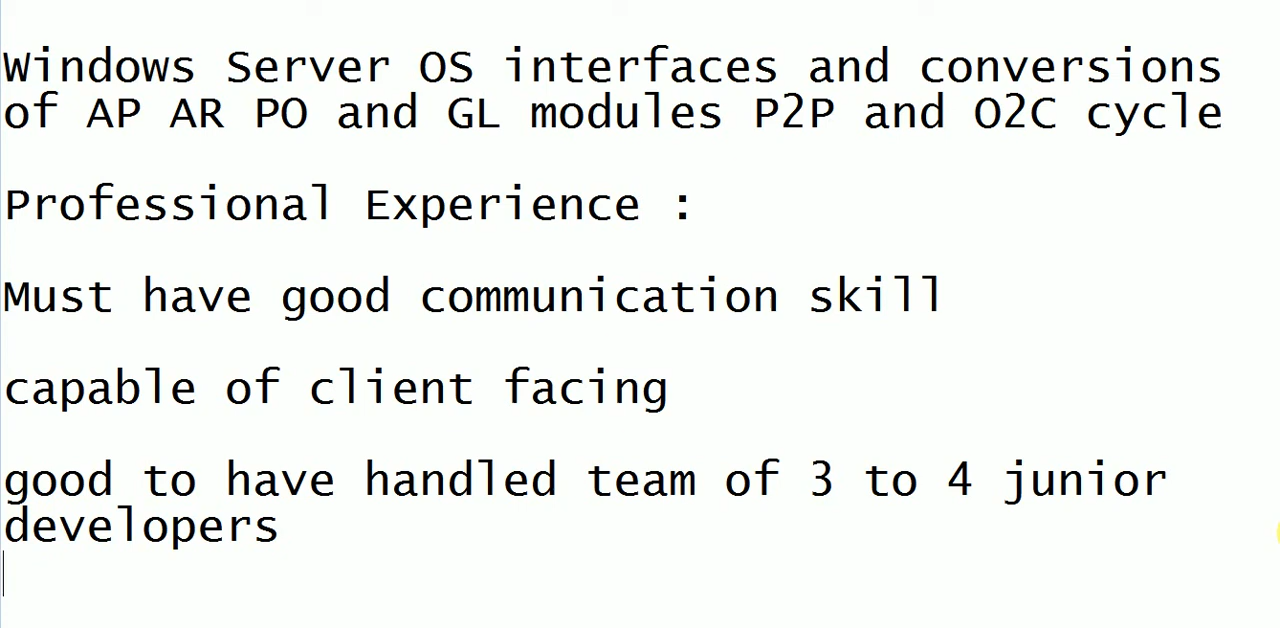 Windows Server OS interfaces and conversions
of AP AR PO and GL modules P2P and O2C cycle
Professional Experience :
Must have good communication skill
capable of client facing
good to have handled team of 3 to 4 junior
developers